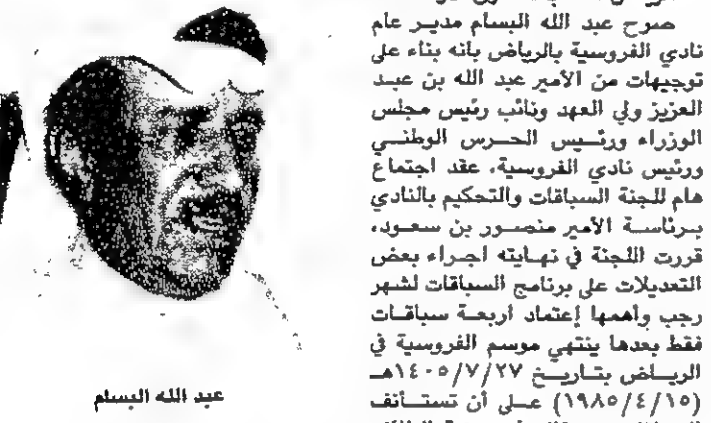 صرح عبد الله البسام مدير عام
نادي الفروسية بالرياض بانه بناء على
توجيهات من الأمير عبد الله بن عبد
العزيز ولي العهد ونائب رئيس مجلس
الوزراء ورئيس الحرس الوطني
ورئيس نادي الفروسية، عقد اجتماع
هام للجنة السباقات والتحكيم بالنادي
برئاسة الأمير منصور بن سعود،
قررت اللجنة في نهايته اجراء بعض
التعديلات على برنامج السباقات لشهر
رجب وأهمها إعتماد أربعة سباقات
فقط بعدها ينتهي موسم الفروسية في
الرياض بتاريخ ١٤٠٥/٧/٢٧هـ
(١٩٨٥/٤/١٥) على أن تستأنف
عبد الله البسام